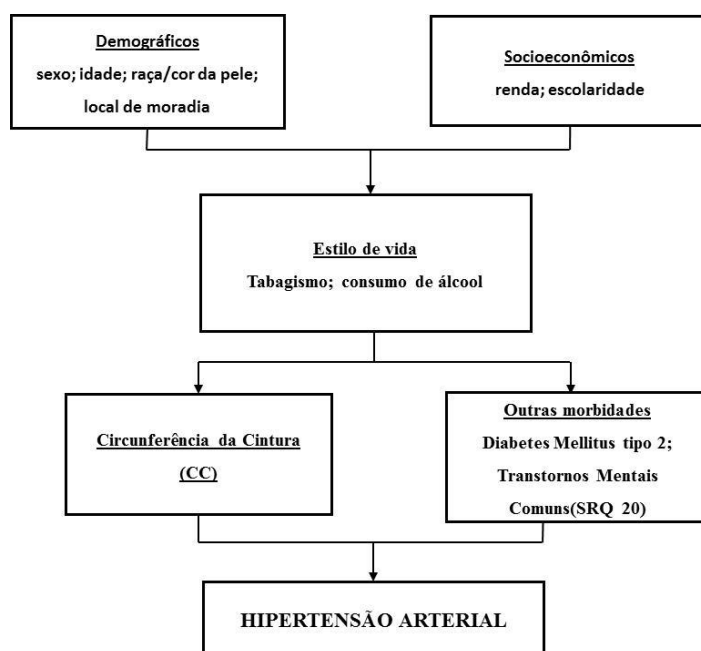 Demográficos
sexo; idade; raça/cor da pele;
local de moradia
Socioeconômicos
renda; escolaridade
Estilo de vida
Tabagismo; consumo de álcool
Circunferência da Cintura
(CC)
Outras morbidades
Diabetes Mellitus tipo 2;
Transtornos Mentais
Comuns(SRQ 20)
HIPERTENSÃO ARTERIAL